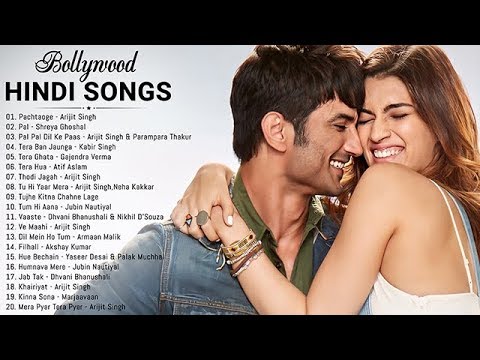 Bollywood
HINDI SONGS
01. Pachtaoge - Arijit Singh
02. Pal - Shreya Ghoshal
03. Pal Pal Dil Ke Paas - Arijit Singh & Parampara Thakur
04. Tera Ban Jaunga - Kabir Singh
05. Tera Ghata - Gajendra Verma
06. Tera Hua - Atif Aslam
07. Thodi Jagah - Arijit Singh
08. Tu Hi Yaar Mera - Arijit Singh,Neha Kakkar
09. Tujhe Kitna Chahne Lage
10. Tum Hi Aana - Jubin Nautiyal
11. Vaaste - Dhvani Bhanushali & Nikhil D'Souza
12. Ve Maahi - Arijit Singh
13. Dil Mein Ho Tum - Armaan Malik
14. Filhall - Akshay Kumar
15. Hue Bechain - Yaseer Desai & Palak Muchha
16. Humnava Mere - Jubin Nautiyal
17. Jab Tak - Dhvani Bhanushali
18. Khairiyat - Arijit Singh
19. Kinna Sona - Marjaavaan
20. Mera Pyar Tera Pyer - Arijit Singh